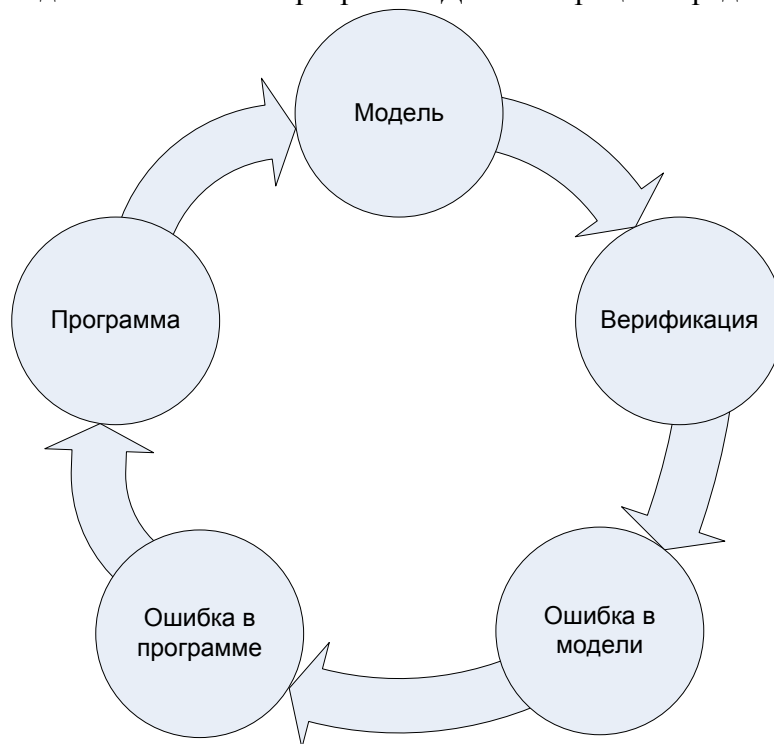 Модель
Программа
Верификация
Ошибка в
программе
Ошибка в
модели